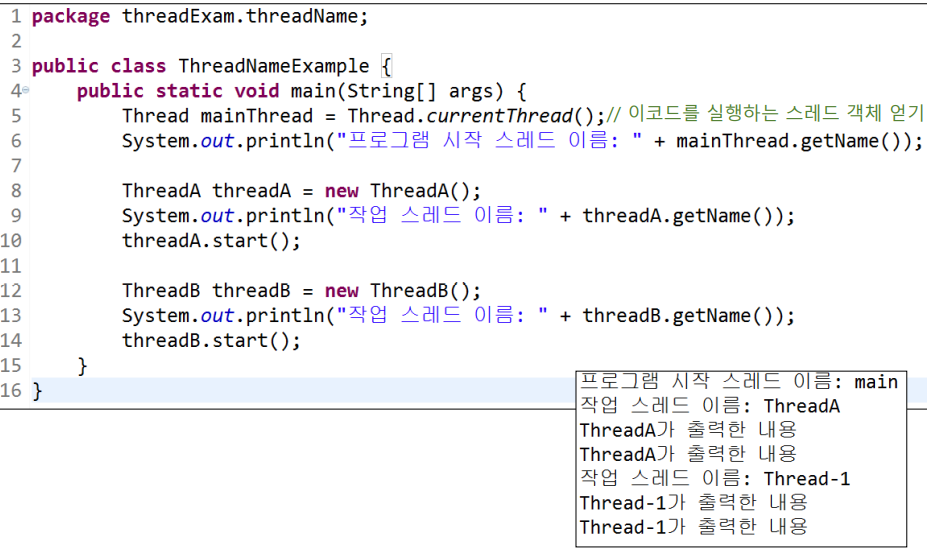 1 package threadExam.threadName;
2
3 public class ThreadNameExample {
4 public static void main(String[] args) {
5 Thread mainThread = Thread.currentThread();// 이코드를 실행하는 스레드 객체 얻기
6 System.out.println("프로그램 시작 스레드 이름: " + mainThread.getName());
7
8 ThreadA threadA = new ThreadA();
9 System.out.println("작업 스레드 이름: " + threadA.getName());
10 threadA.start();
11
12 ThreadB threadB = new ThreadB();
13 System.out.println("작업 스레드 이름: " + threadB.getName());
14 threadB.start();
15 }
16 }
프로그램 시작 스레드 이름: main
작업 스레드 이름: ThreadA
ThreadA가 출력한 내용
ThreadA가 출력한 내용
작업 스레드 이름: Thread-1
Thread-1가 출력한 내용
Thread-1가 출력한 내용